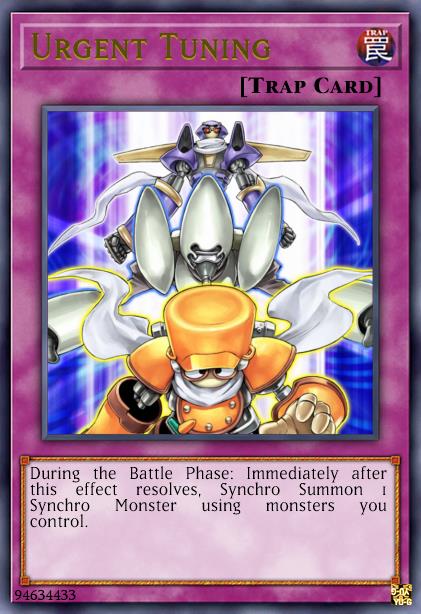 Urgent Tuning
TRAP
罠
[Trap Card]
During the Battle Phase: Immediately after
this effect resolves, Synchro Summon 1
Synchro Monster using monsters you
control.
94634433